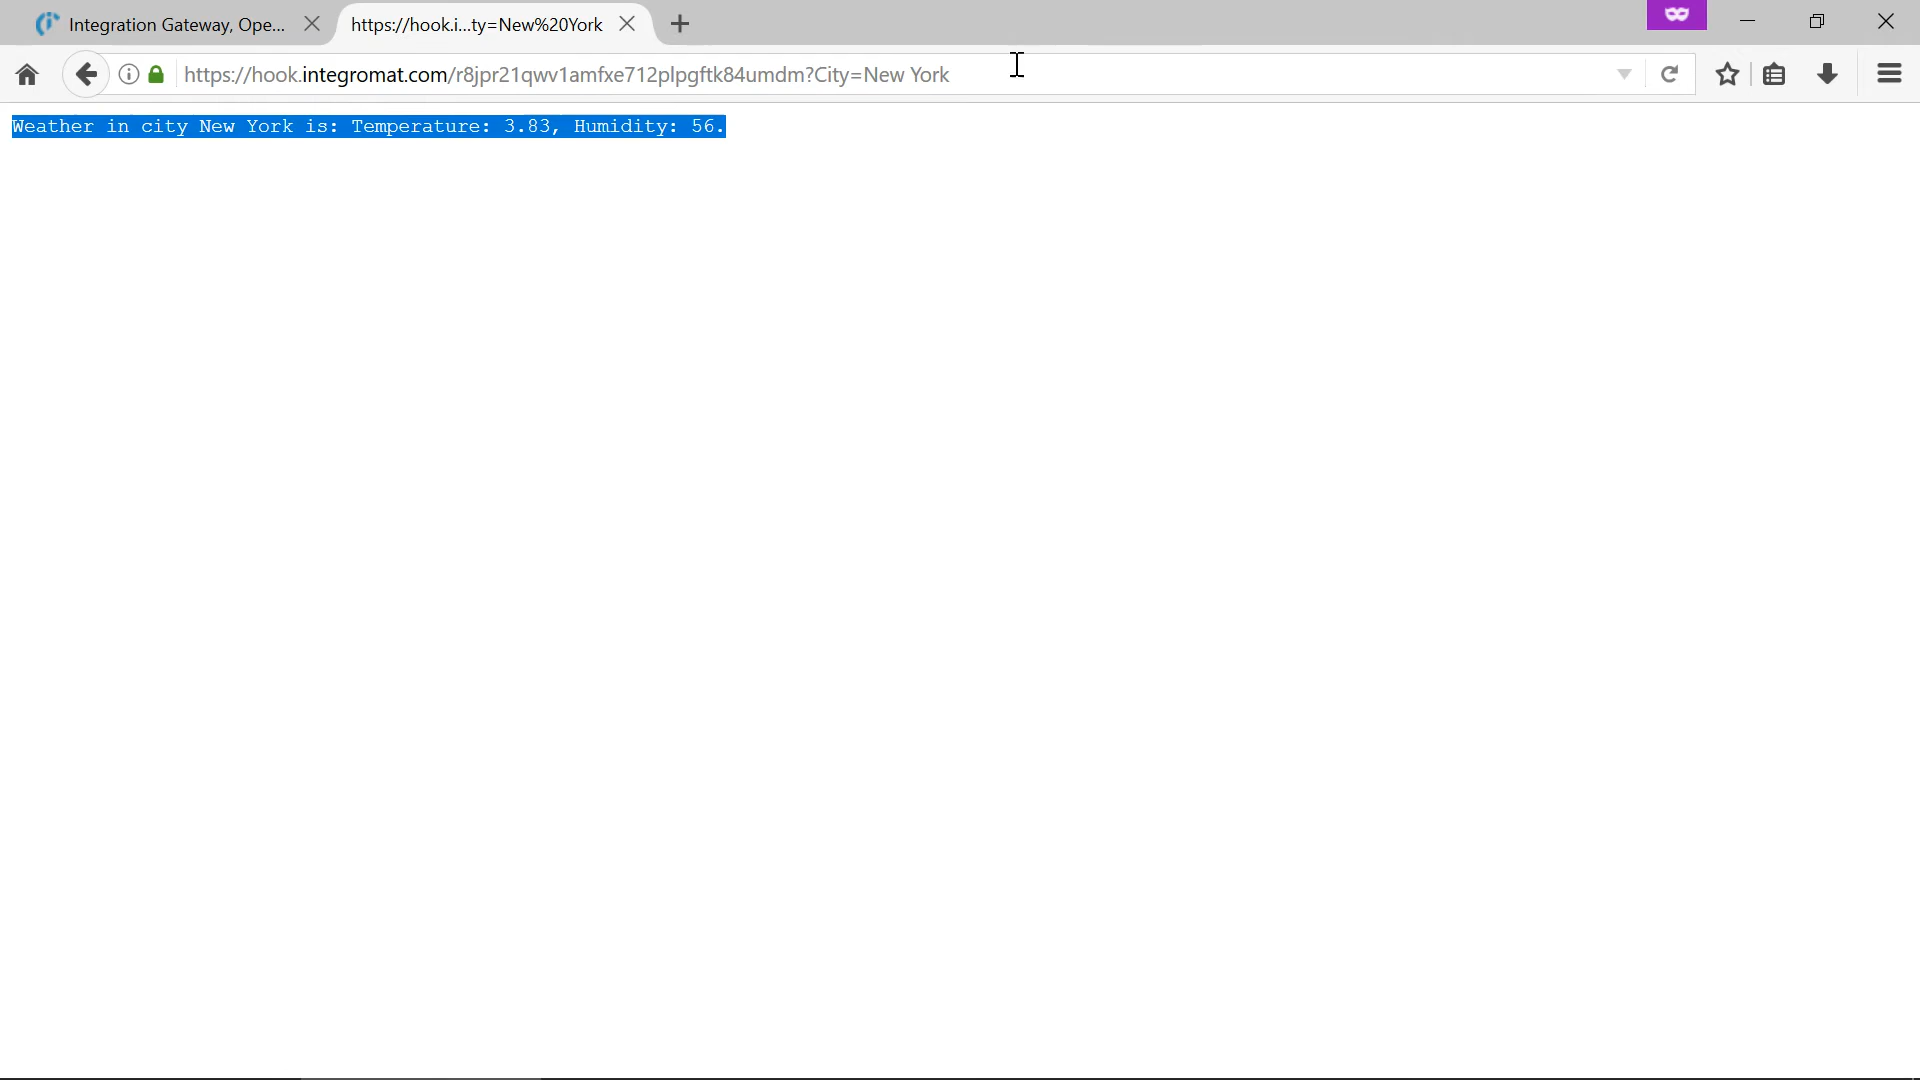 Integration Gateway, Ope...
https://hook.i...ty=New%20York
https://hook.integromat.com/r8jpr21qwv1amfxe712plpgftk84umdm?City=New York
Weather in city New York is: Temperature: 3.83, Humidity: 56.